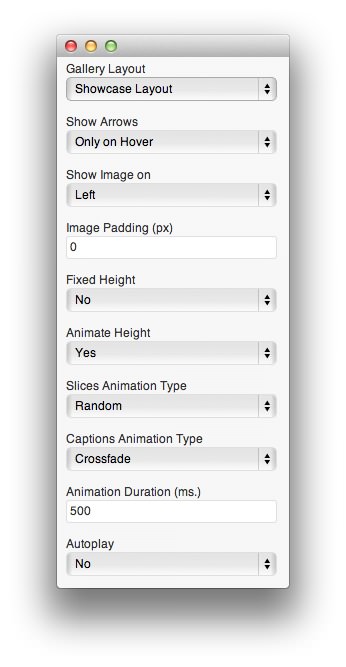 Gallery Layout
Showcase Layout
Show Arrows
Only on Hover
Show Image on
Left
Image Padding (px)
0
Fixed Height
No
Animate Height
Yes
Slices Animation Type
Random
Captions Animation Type
Crossfade
Animation Duration (ms.)
500
Autoplay
No